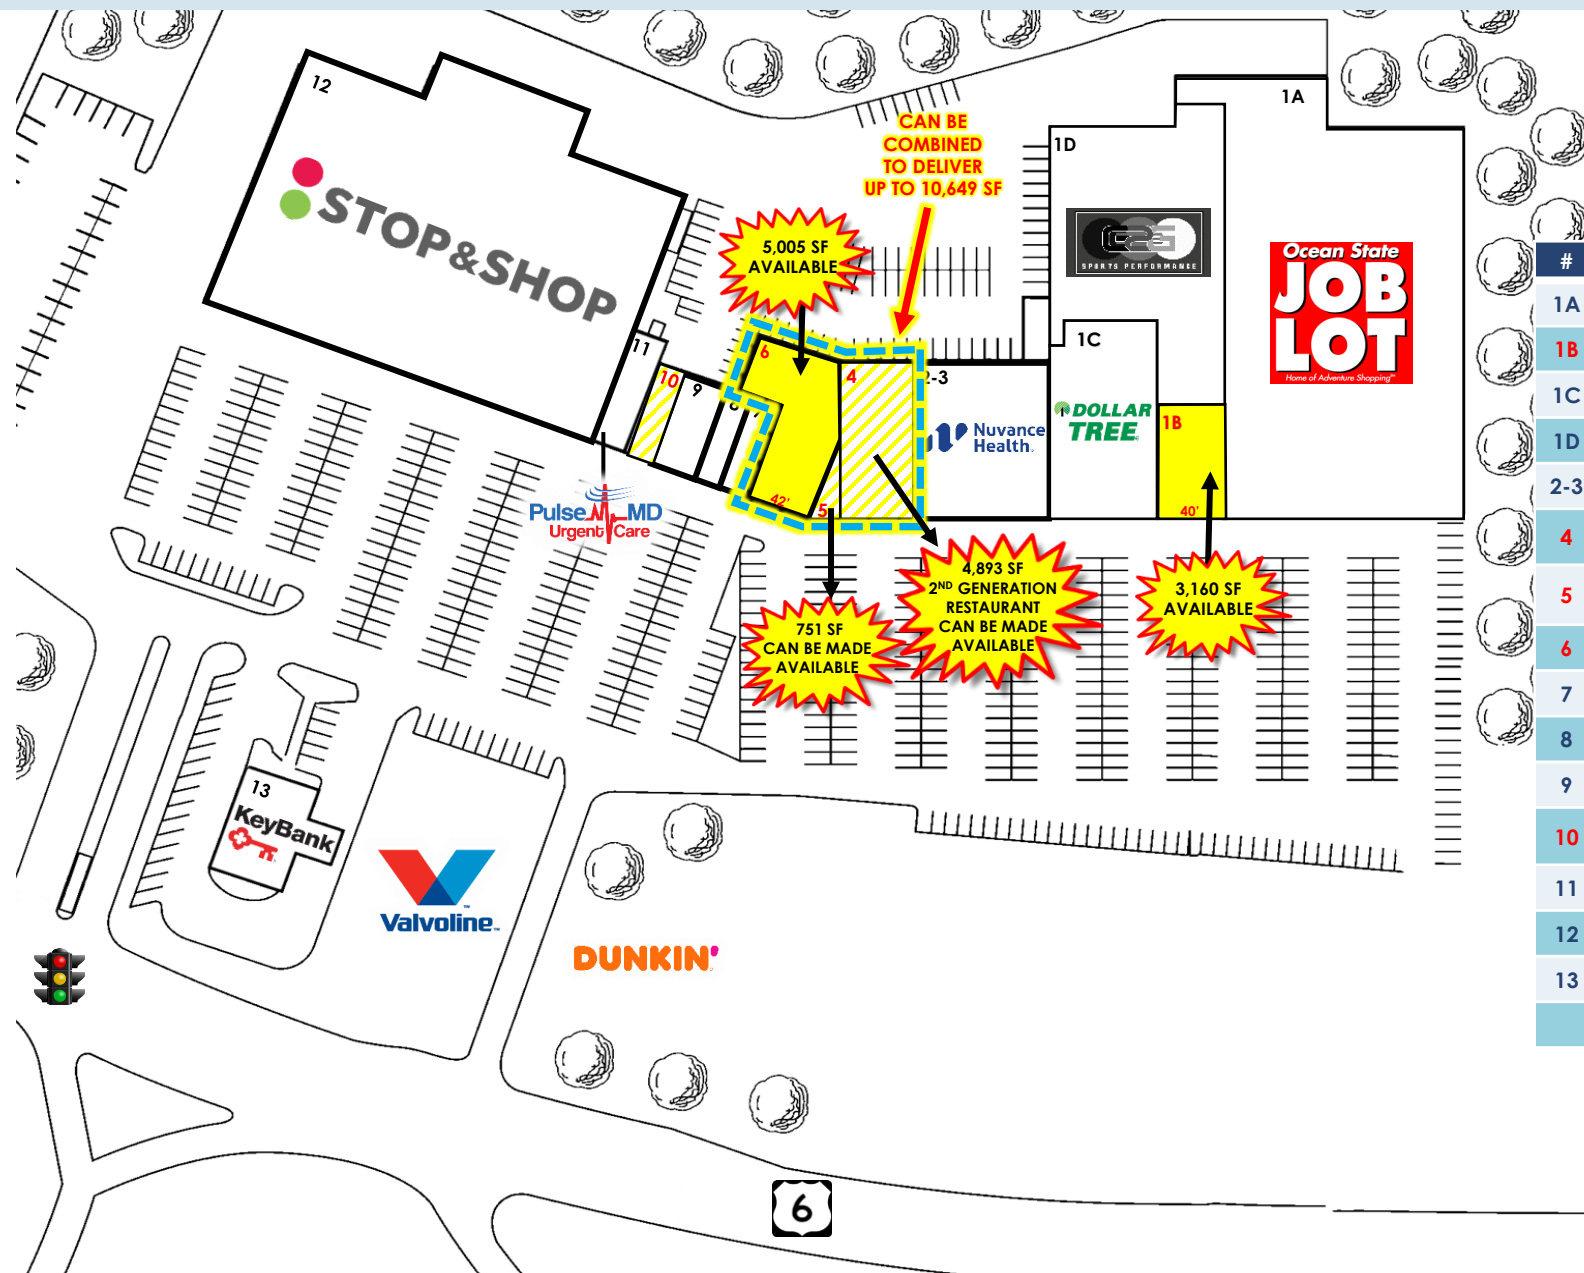 12
1A
CAN BE
COMBINED
TO DELIVER
UP TO 10,649 SF
1D
STOP&SHOP
5,005 SF
AVAILABLE
SPORTS PERFORMANCE
Ocean State
JOB
LOT
Home of Adventure Shopping
11
6
4
2-3
1C
10
9
8
7
DOLLAR
TREE
1B
Nuvance
Health
42'
5
40'
Pulse MD
Urgent Care
4,893 SF
2ND GENERATION
RESTAURANT
CAN BE MADE
AVAILABLE
3,160 SF
AVAILABLE
751 SF
CAN BE MADE
AVAILABLE
13
KeyBank
Valvoline™
DUNKIN'
6
#
1A
1B
1C
1D
2-3
4
5
6
7
8
9
10
11
12
13